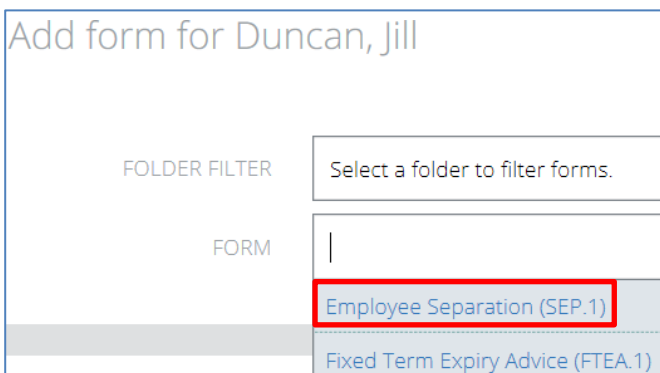 Add form for Duncan, Jill
FOLDER FILTER
Select a folder to filter forms.
FORM
Employee Separation (SEP.1)
Fixed Term Expiry Advice (FTEA.1)